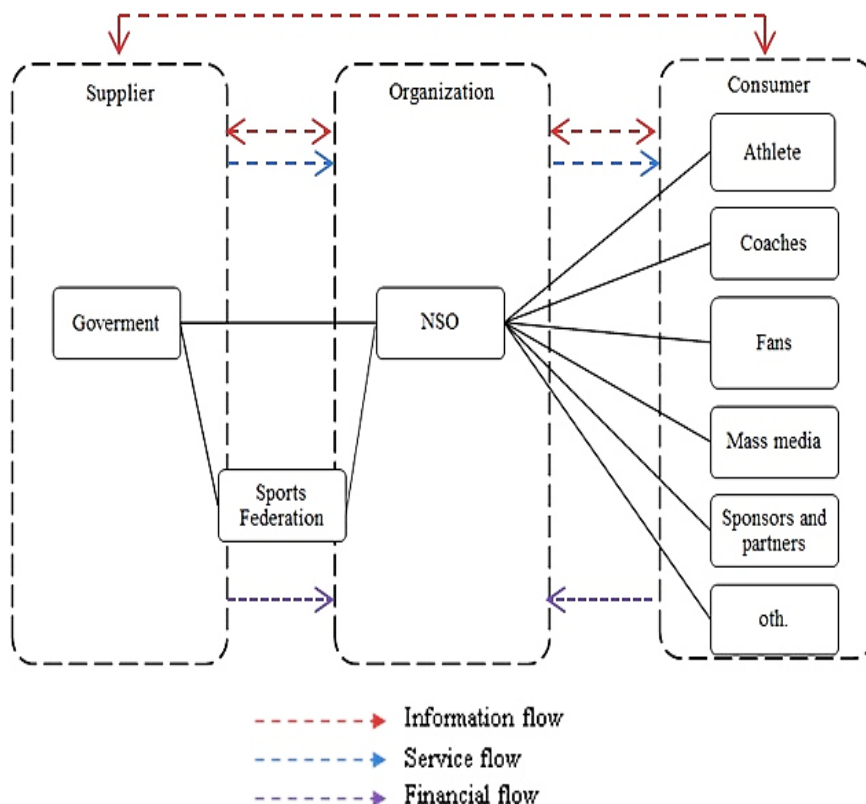 Supplier
Organization
Consumer
Athlete
Coaches
Goverment
NSO
Fans
Mass media
Sports
Federation
Sponsors and
partners
oth.
Information flow
Service flow
Financial flow